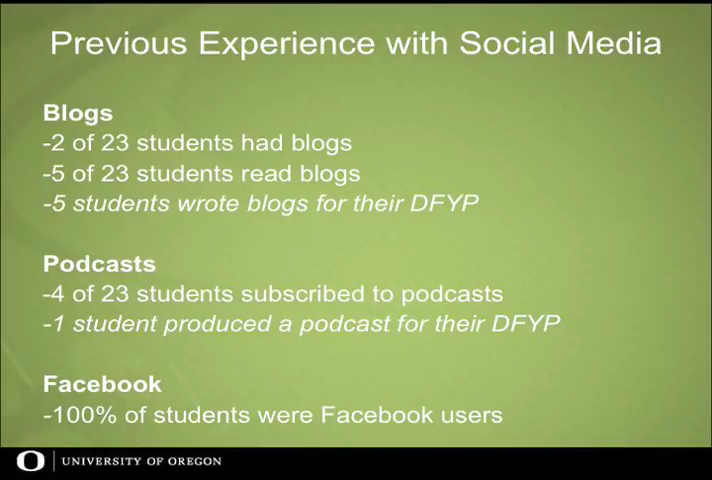 Previous Experience with Social Media
Blogs
-2 of 23 students had blogs
-5 of 23 students read blogs
-5 students wrote blogs for their DFYP
Podcasts
-4 of 23 students subscribed to podcasts
-1 student produced a podcast for their DFYP
Facebook
-100% of students were Facebook users
O UNIVERSITY OF OREGON